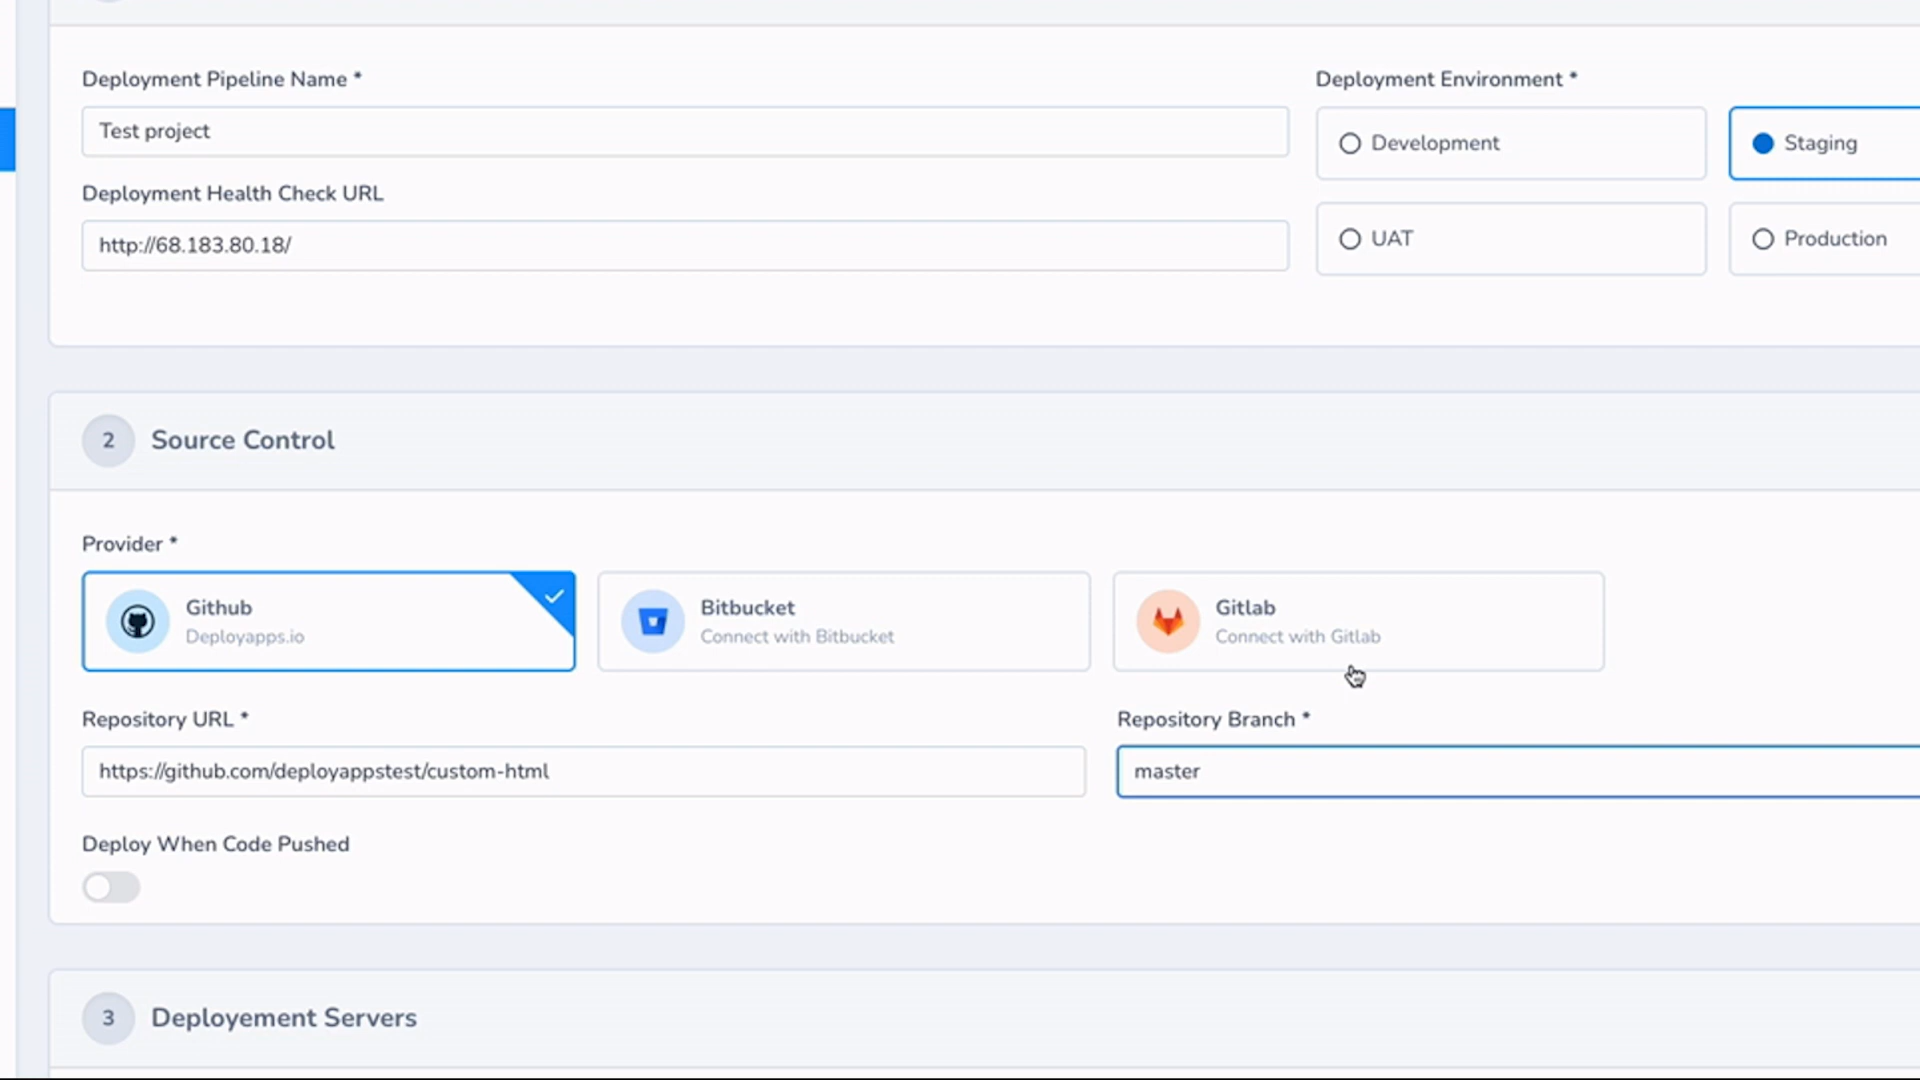 Deployment Pipeline Name *
Test project
Deployment Health Check URL
http://68.183.80.18/
Deployment Environment *
Development
Staging
UAT
Production
2 Source Control
Provider *
Github
Deployapps.io
Bitbucket
Connect with Bitbucket
Gitlab
Connect with Gitlab
Repository URL *
https://github.com/deployappstest/custom-html
Repository Branch *
master
Deploy When Code Pushed
3 Deployement Servers